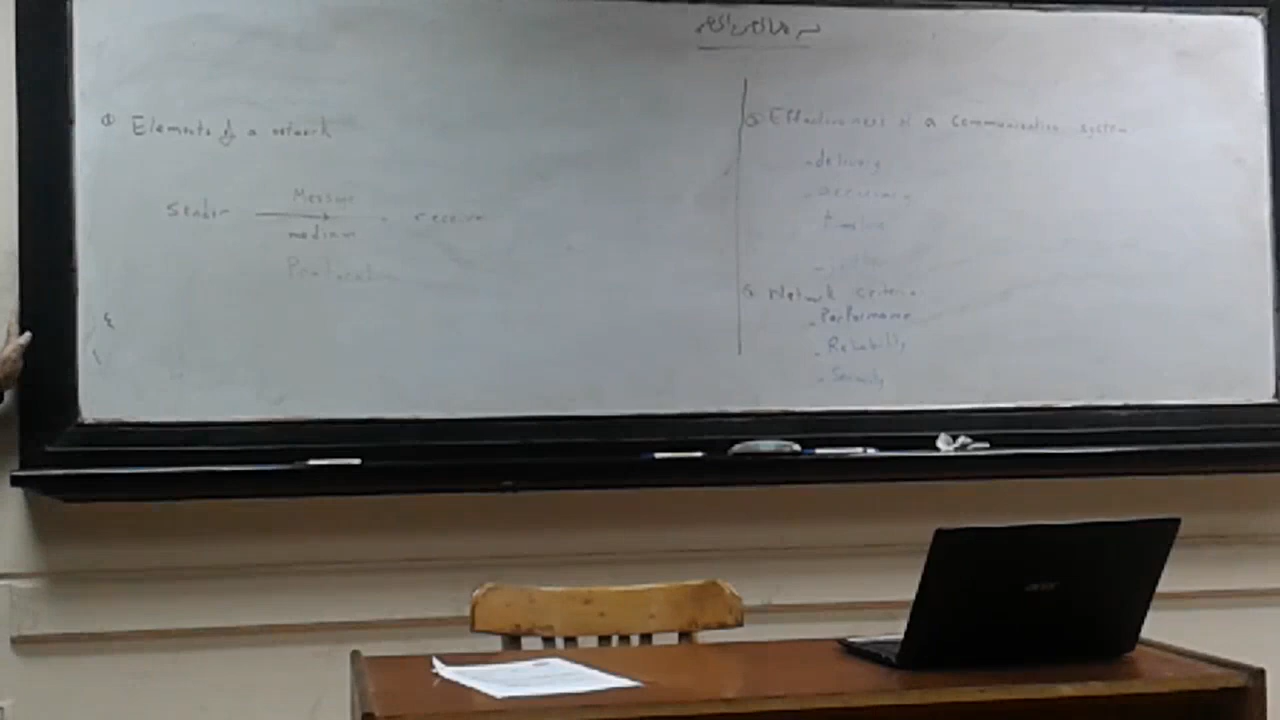 ① Elements of a network
Message
Sender
receiver
medium
Protocol
Effectiveness of a communication system
- delivery
- accuracy
Network criteria
- Performance
- Reliability
- Security
acer